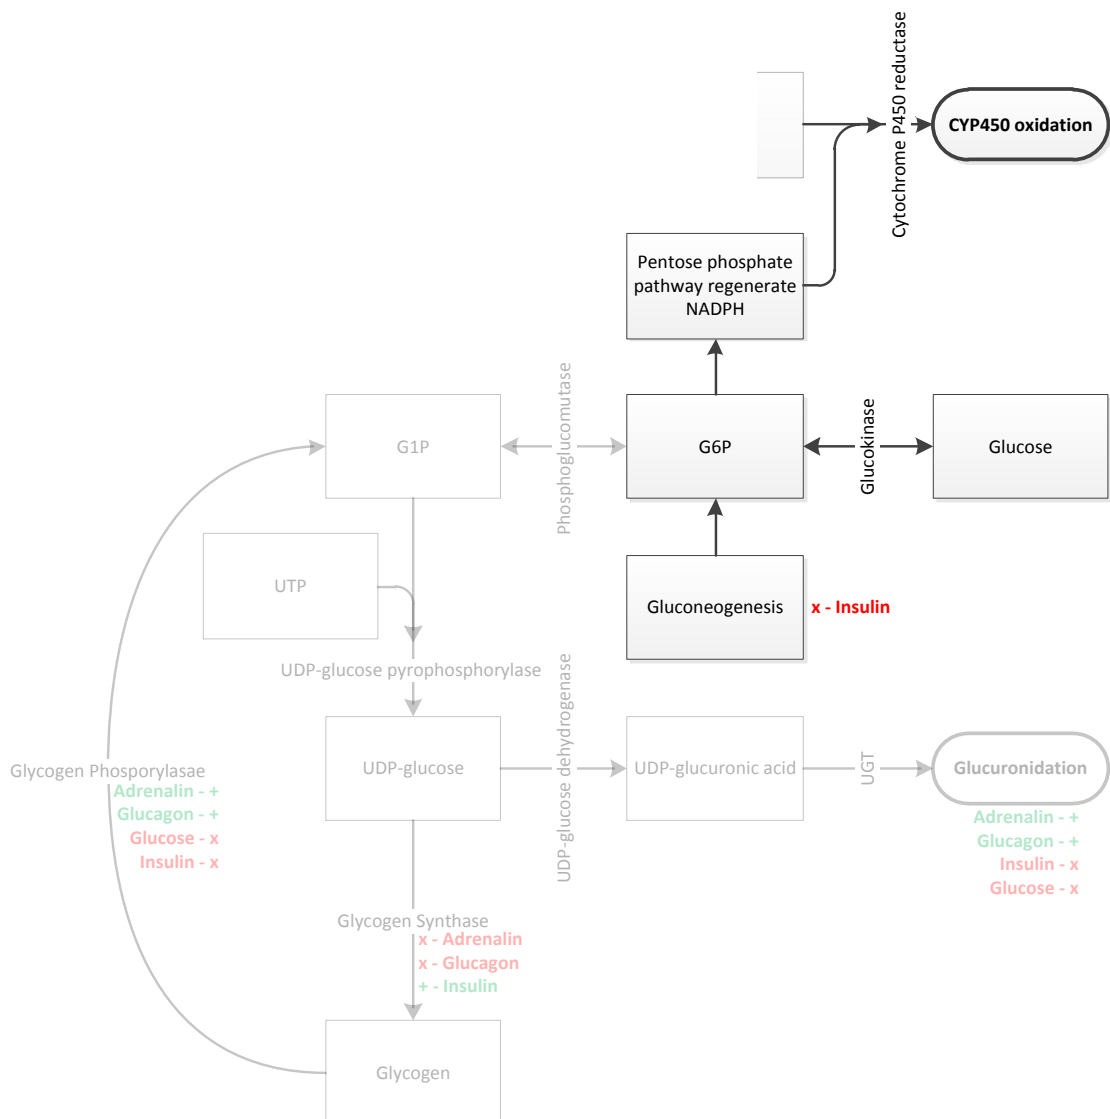 Cytochrome P450 reductase
CYP450 oxidation
Pentose phosphate
pathway regenerate
NADPH
G1P
Phosphoglucomutase
G6P
Glucokinase
Glucose
UTP
Gluconeogenesis
x - Insulin
UDP-glucose pyrophosphorylase
UDP-glucose
UDP-glucose dehydrogenase
UDP-glucuronic acid
UGT
Glucuronidation
Adrenalin - +
Glucagon - +
Insulin - x
Glucose - x
Glycogen Phosporylasae
Adrenalin - +
Glucagon - +
Glucose - x
Insulin - x
Glycogen Synthase
x - Adrenalin
x - Glucagon
+ - Insulin
Glycogen